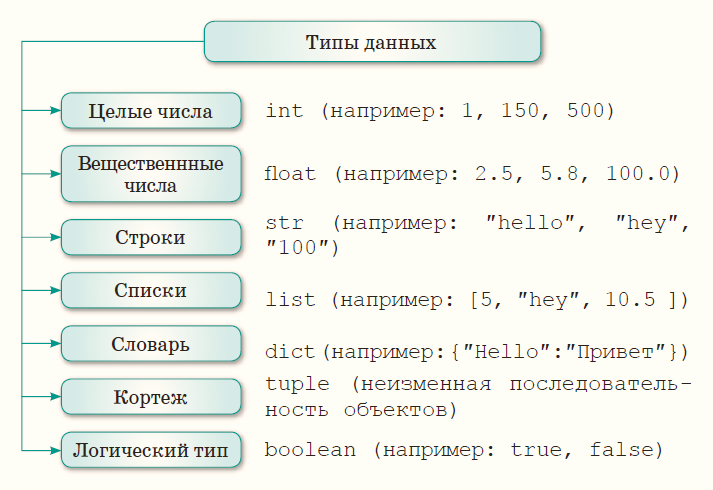 Типы данных
Целые числа
int (например: 1, 150, 500)
Вещественнные
числа
float (например: 2.5, 5.8, 100.0)
Строки
str (например: "hello", "hey",
"100")
Списки
list (например: [5, "hey", 10.5 ])
Словарь
dict(например:{"Hello":"Привет"})
Кортеж
tuple (неизменная последователь-
ность объектов)
Логический тип
boolean (например: true, false)